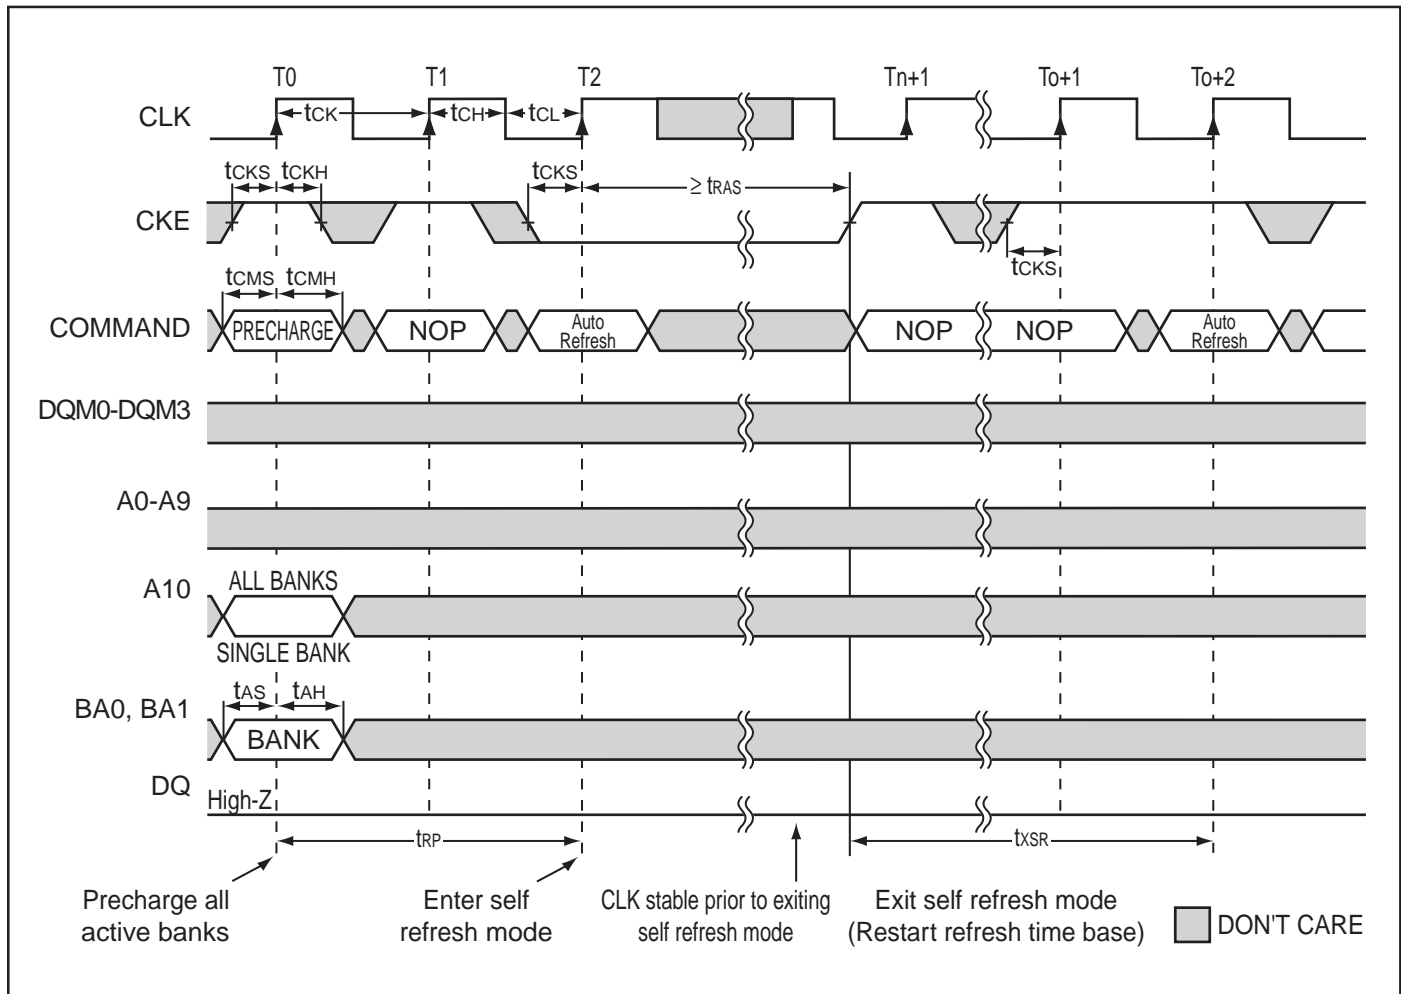 T0 T1 T2 Tn+1 To+1 To+2
CLK
tCK tCH tCL
tCKS tCKH tCKS ≥ tRAS
CKE
tCKS
tCMS tCMH
COMMAND PRECHARGE NOP Auto Refresh NOP NOP Auto Refresh
DQM0-DQM3
A0-A9
A10 ALL BANKS
SINGLE BANK
tAS tAH
BA0, BA1 BANK
DQ High-Z
tRP tXSR
Precharge all
active banks
Enter self
refresh mode
CLK stable prior to exiting
self refresh mode
Exit self refresh mode
(Restart refresh time base)
DON'T CARE